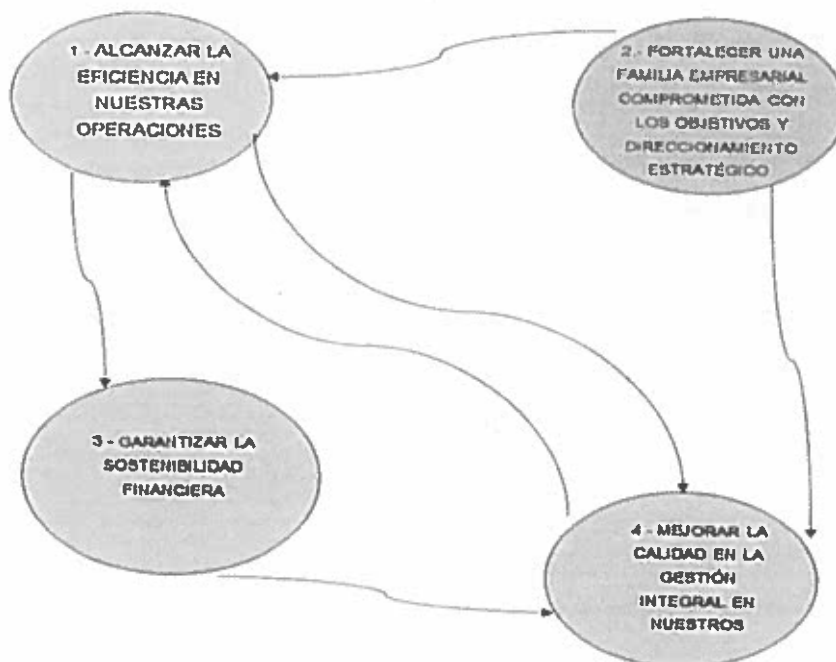 1 - ALCANZAR LA
EFICIENCIA EN
NUESTRAS
OPERACIONES
2.- FORTALECER UNA
FAMILIA EMPRESARIAL
COMPROMETIDA CON
LOS OBJETIVOS Y
DIRECCIONAMIENTO
ESTRATÉGICO
3 - GARANTIZAR LA
SOSTENIBILIDAD
FINANCIERA
4 - MEJORAR LA
CALIDAD EN LA
GESTIÓN
INTEGRAL EN
NUESTROS